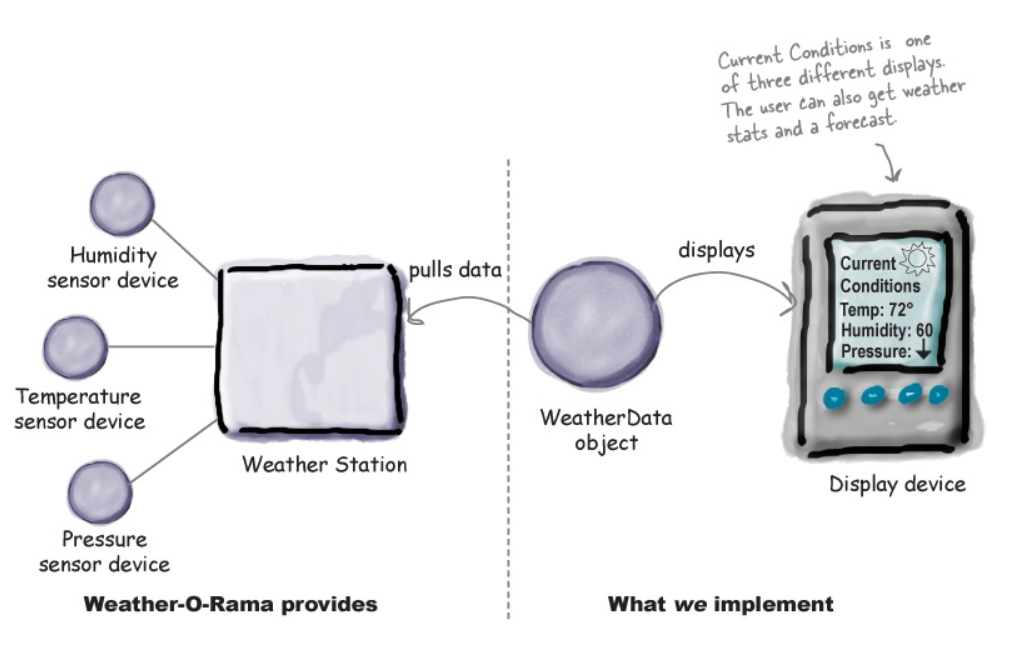 Current Conditions is one
of three different displays.
The user can also get weather
stats and a forecast.
Humidity
sensor device
Temperature
sensor device
Pressure
sensor device
Weather Station
pulls data
WeatherData
object
displays
Current
Conditions
Temp: 72°
Humidity: 60
Pressure:
Display device
Weather-O-Rama provides
What we implement